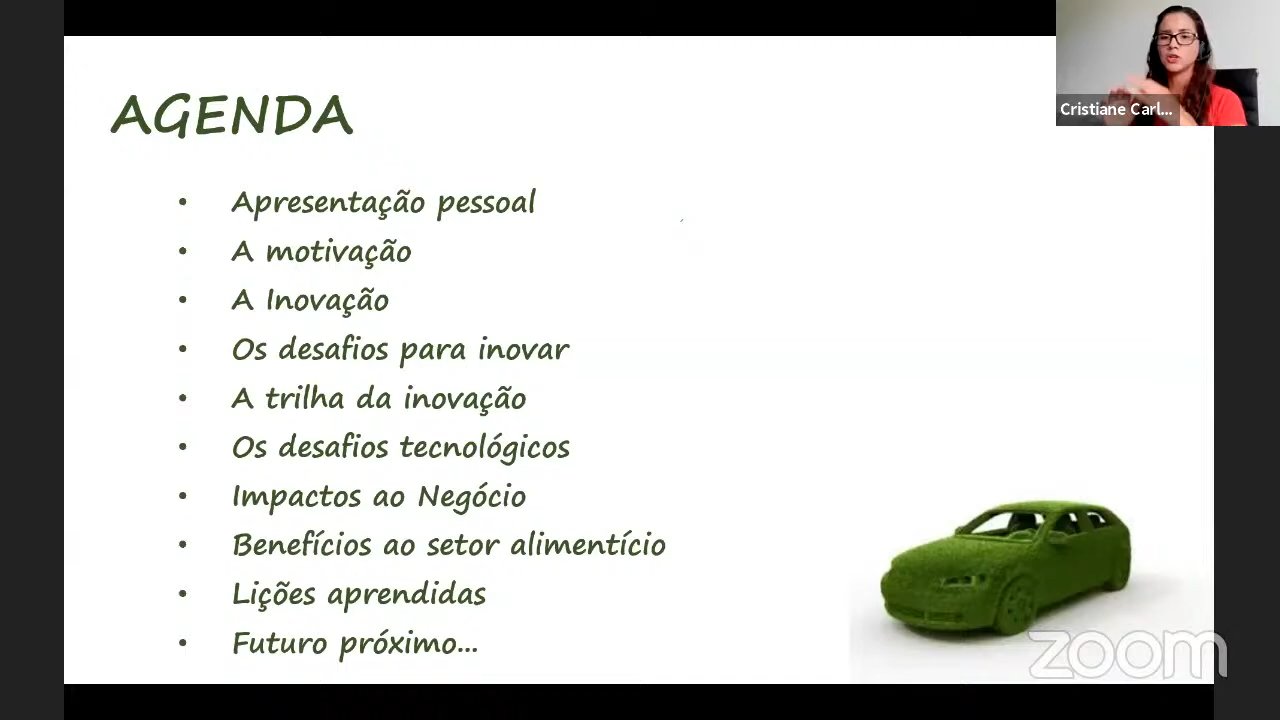 AGENDA
Cristiane Carl...
• Apresentação pessoal
• A motivação
• A Inovação
• Os desafios para inovar
• A trilha da inovação
• Os desafios tecnológicos
• Impactos ao Negócio
• Benefícios ao setor alimentício
• Lições aprendidas
• Futuro próximo...
zoom